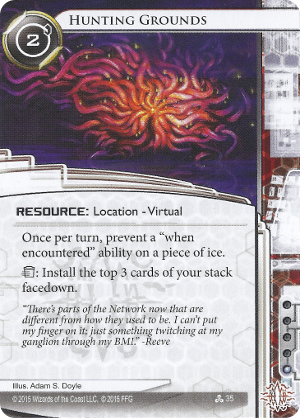 Hunting Grounds
2
RESOURCE: Location - Virtual
Once per turn, prevent a “when
encountered” ability on a piece of ice.
: Install the top 3 cards of your stack
facedown.
“There's parts of the Network now that are
different from how they used to be. I can't put
my finger on it; just something twitching at my
ganglion through my BMI.” -Reeve
Illus. Adam S. Doyle
© 2015 Wizards of the Coast LLC. © 2015 FFG
35